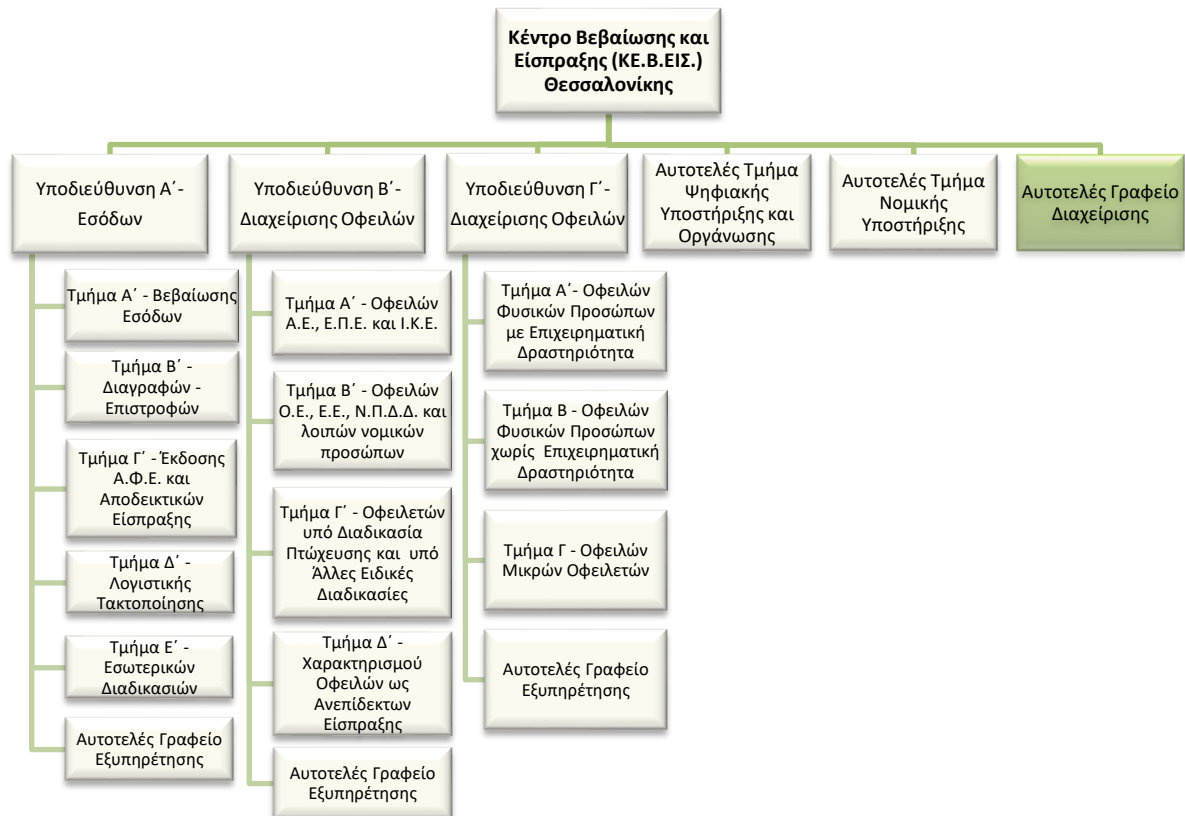 Κέντρο Βεβαίωσης και
Είσπραξης (ΚΕ.Β.ΕΙΣ.)
Θεσσαλονίκης
Υποδιεύθυνση Α΄-
Εσόδων
Τμήμα Α΄ - Βεβαίωσης
Εσόδων
Τμήμα Β΄ -
Διαγραφών -
Επιστροφών
Τμήμα Γ΄ - Έκδοσης
Α.Φ.Ε. και
Αποδεικτικών
Είσπραξης
Τμήμα Δ΄ -
Λογιστικής
Τακτοποίησης
Τμήμα Ε΄ -
Εσωτερικών
Διαδικασιών
Αυτοτελές Γραφείο
Εξυπηρέτησης
Υποδιεύθυνση Β΄-
Διαχείρισης Οφειλών
Τμήμα Α΄ - Οφειλών
Α.Ε., Ε.Π.Ε. και Ι.Κ.Ε.
Τμήμα Β΄ - Οφειλών
Ο.Ε., Ε.Ε., Ν.Π.Δ.Δ. και
λοιπών νομικών
προσώπων
Τμήμα Γ΄ - Οφειλετών
υπό Διαδικασία
Πτώχευσης και υπό
Άλλες Ειδικές
Διαδικασίες
Τμήμα Δ΄ -
Χαρακτηρισμού
Οφειλών ως
Ανεπίδεκτων
Είσπραξης
Αυτοτελές Γραφείο
Εξυπηρέτησης
Υποδιεύθυνση Γ΄-
Διαχείρισης Οφειλών
Τμήμα Α΄- Οφειλών
Φυσικών Προσώπων
με Επιχειρηματική
Δραστηριότητα
Τμήμα Β - Οφειλών
Φυσικών Προσώπων
χωρίς Επιχειρηματική
Δραστηριότητα
Τμήμα Γ - Οφειλών
Μικρών Οφειλετών
Αυτοτελές Γραφείο
Εξυπηρέτησης
Αυτοτελές Τμήμα
Ψηφιακής
Υποστήριξης και
Οργάνωσης
Αυτοτελές Τμήμα
Νομικής
Υποστήριξης
Αυτοτελές Γραφείο
Διαχείρισης